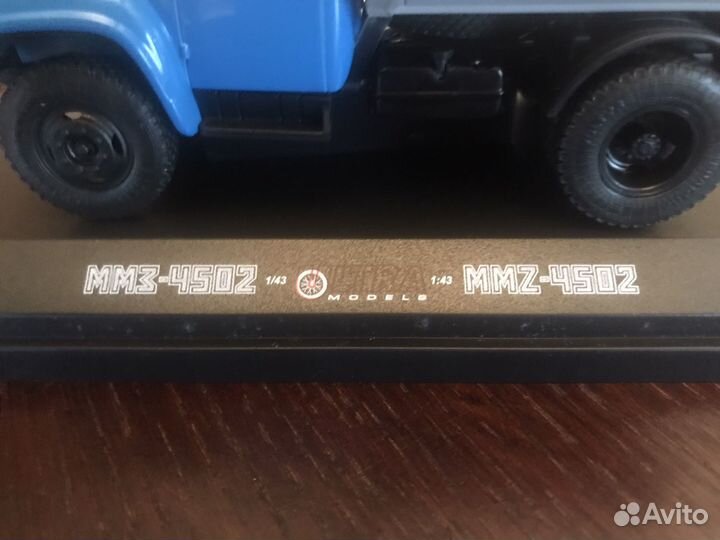 ММЗ-4502 1/43 ULTRA 1:43 MMZ-4502
MODELS
Avito